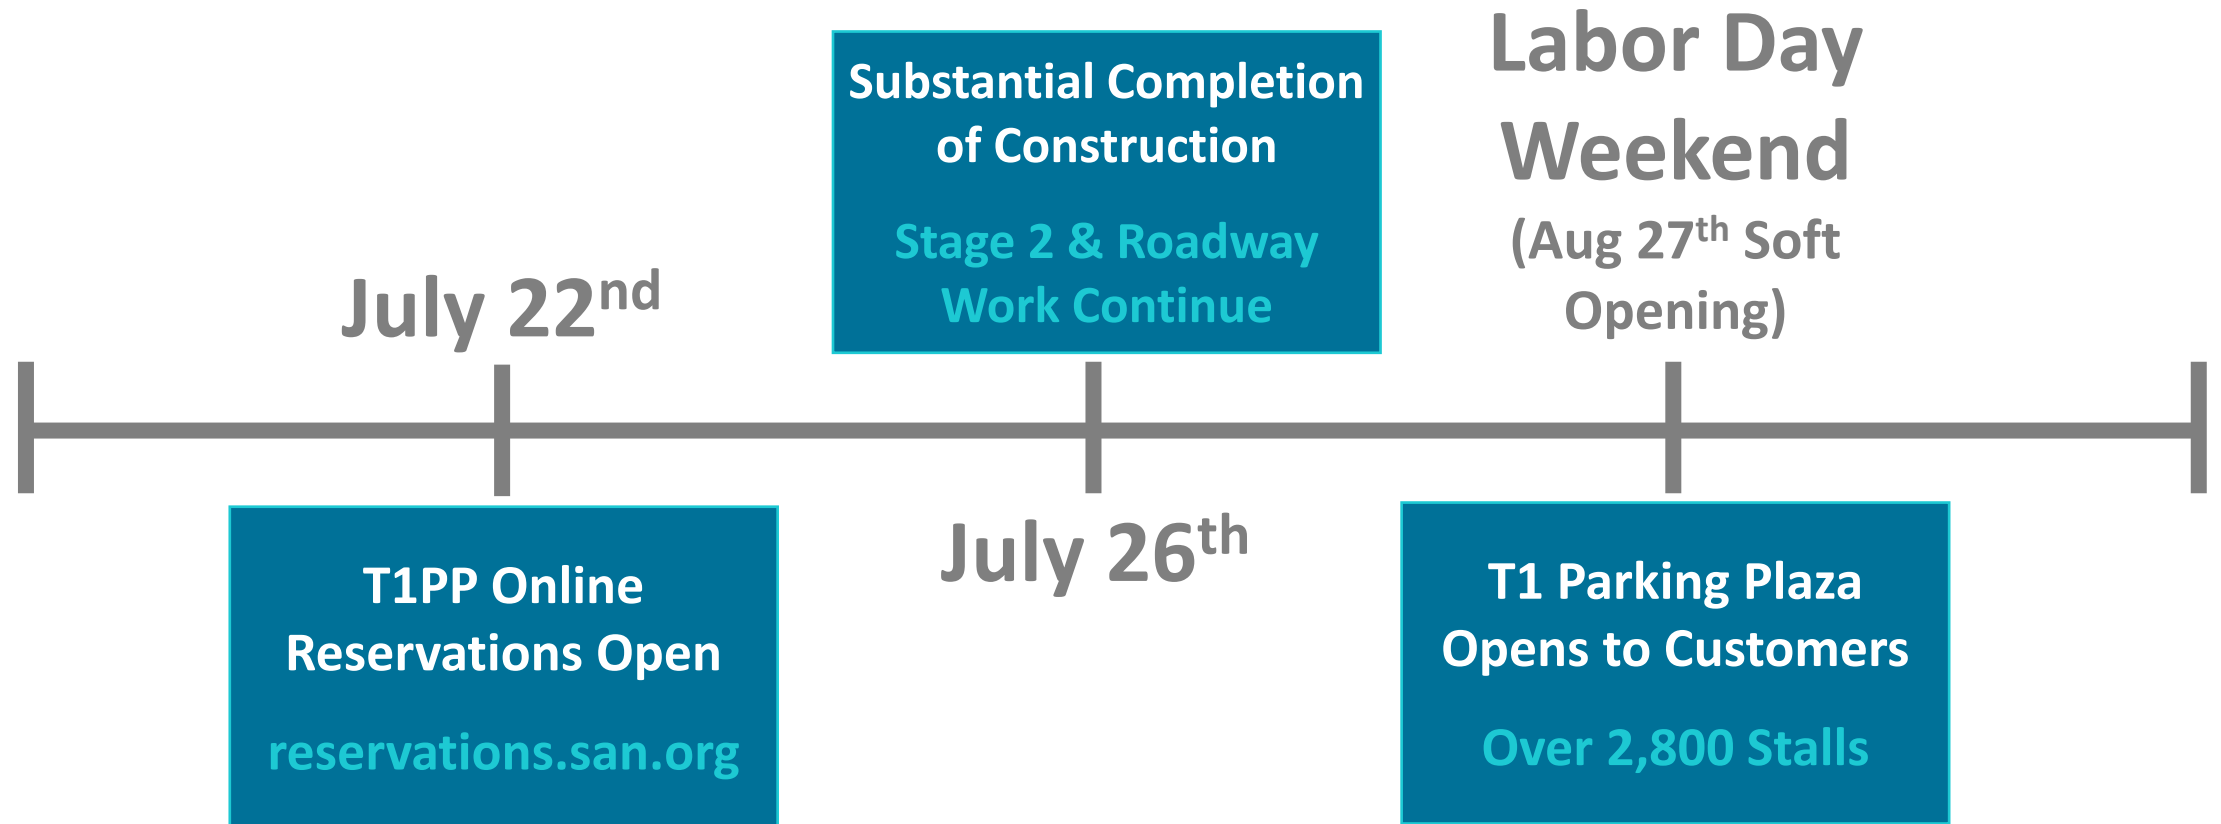 July 22nd
T1PP Online
Reservations Open
reservations.san.org
Substantial Completion
of Construction
Stage 2 & Roadway
Work Continue
July 26th
Labor Day
Weekend
(Aug 27th Soft
Opening)
T1 Parking Plaza
Opens to Customers
Over 2,800 Stalls